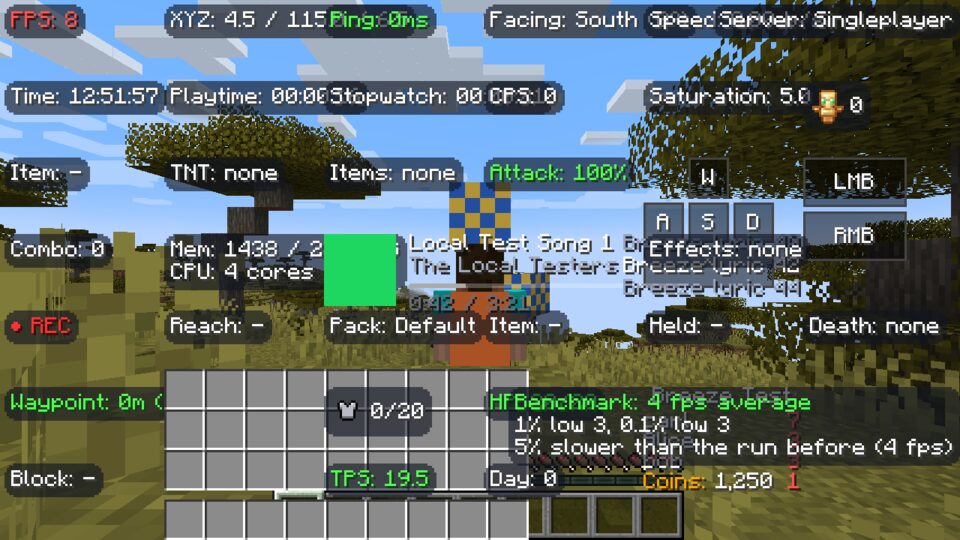 FPS: 8
XYZ: 4.5 / 115
Ping: 0ms
Facing: South
Speed
Server: Singleplayer
Time: 12:51:57
Playtime: 00:00
Stopwatch: 00
CPS: 0
Saturation: 5.0
0
Item: -
TNT: none
Items: none
Attack: 100%
W
LMB
A S D
RMB
Combo: 0
Mem: 1438 / 2
CPU: 4 cores
Local Test Song 1
The Local Testers
0:42 / 3:21
Effects: none
Breeze lyric 44
REC
Reach: -
Pack: Default
Item: -
Held: -
Death: none
Waypoint: 0m (
0/20
Breeze Test
Benchmark: 4 fps average
1% low 3, 0.1% low 3
5% slower than the run before (4 fps)
Block: -
TPS: 19.5
Day: 0
Coins: 1,250 1